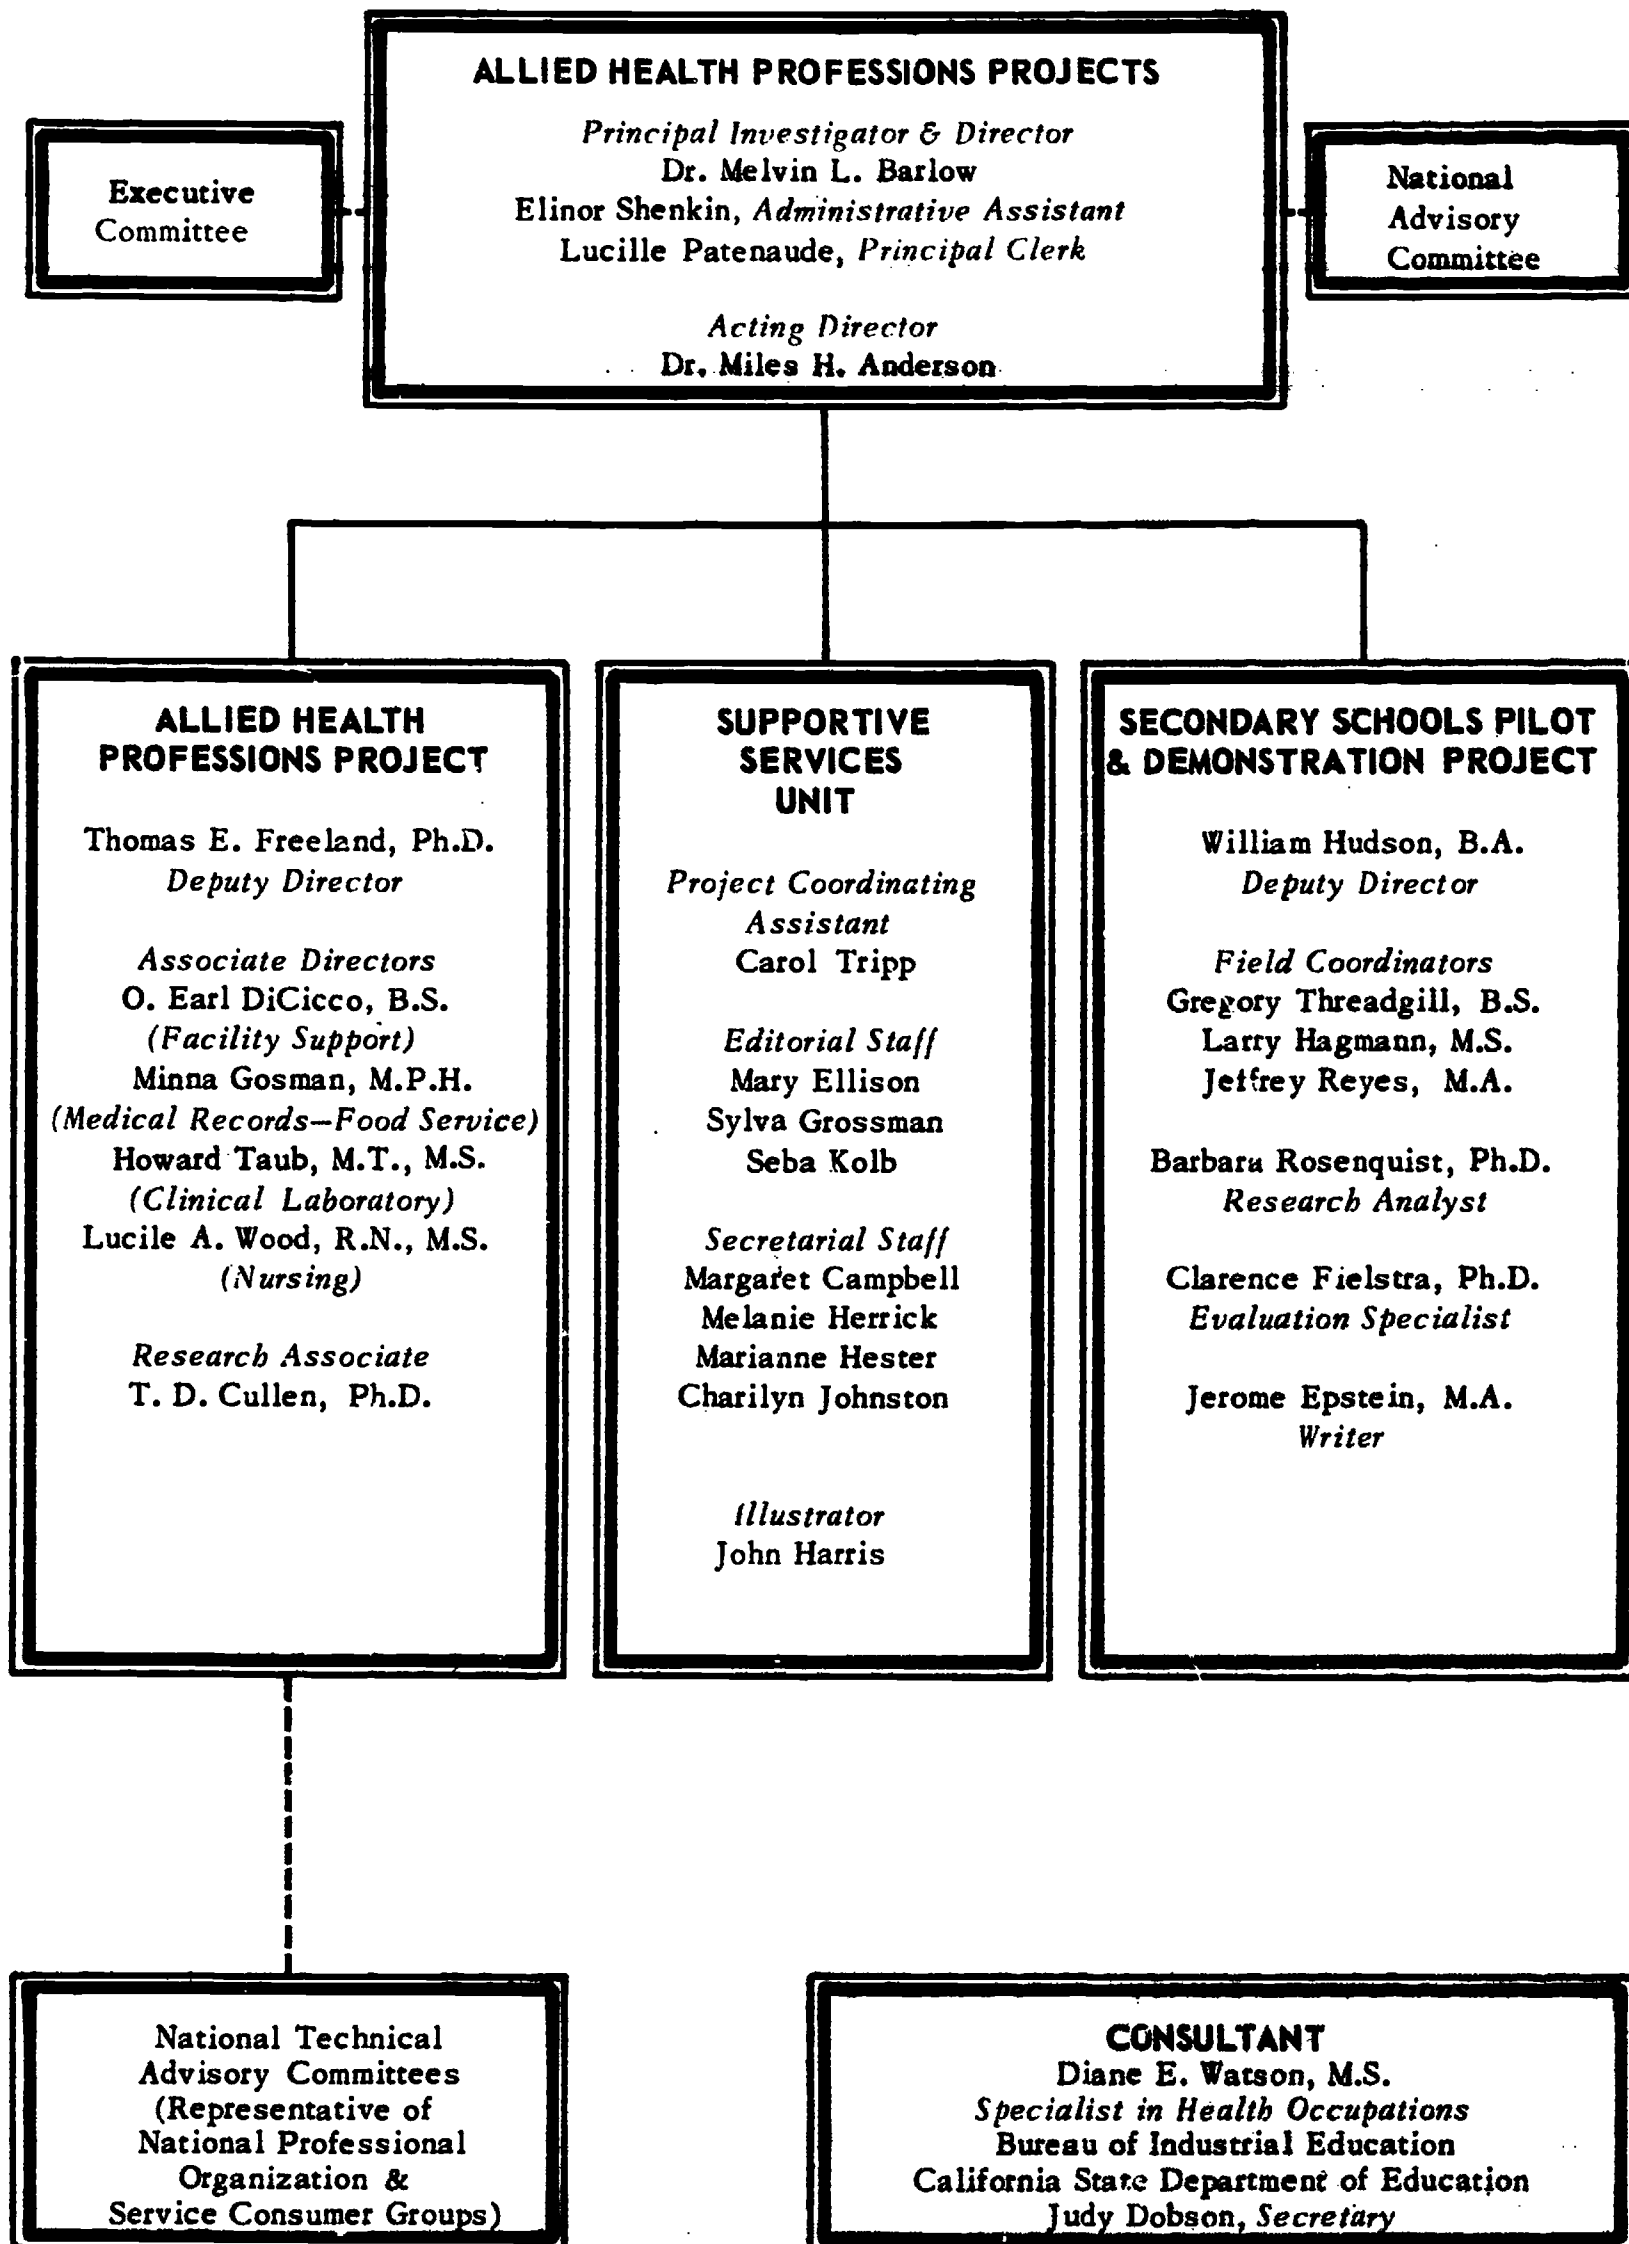 ALLIED HEALTH PROFESSIONS PROJECTS
Principal Investigator & Director
Dr. Melvin L. Barlow
Elinor Shenkin, Administrative Assistant
Lucille Patenaude, Principal Clerk
Acting Director
Dr. Miles H. Anderson
Executive
Committee
National
Advisory
Committee
ALLIED HEALTH
PROFESSIONS PROJECT
Thomas E. Freeland, Ph.D.
Deputy Director
Associate Directors
O. Earl DiCicco, B.S.
(Facility Support)
Minna Gosman, M.P.H.
(Medical Records—Food Service)
Howard Taub, M.T., M.S.
(Clinical Laboratory)
Lucile A. Wood, R.N., M.S.
(Nursing)
Research Associate
T. D. Cullen, Ph.D.
SUPPORTIVE
SERVICES
UNIT
Project Coordinating
Assistant
Carol Tripp
Editorial Staff
Mary Ellison
Sylva Grossman
Seba Kolb
Secretarial Staff
Margaret Campbell
Melanie Herrick
Marianne Hester
Charilyn Johnston
Illustrator
John Harris
SECONDARY SCHOOLS PILOT
& DEMONSTRATION PROJECT
William Hudson, B.A.
Deputy Director
Field Coordinators
Gregory Threadgill, B.S.
Larry Hagmann, M.S.
Jeffrey Reyes, M.A.
Barbara Rosenquist, Ph.D.
Research Analyst
Clarence Fielstra, Ph.D.
Evaluation Specialist
Jerome Epstein, M.A.
Writer
National Technical
Advisory Committees
(Representative of
National Professional
Organization &
Service Consumer Groups)
CONSULTANT
Diane E. Watson, M.S.
Specialist in Health Occupations
Bureau of Industrial Education
California State Department of Education
Judy Dobson, Secretary